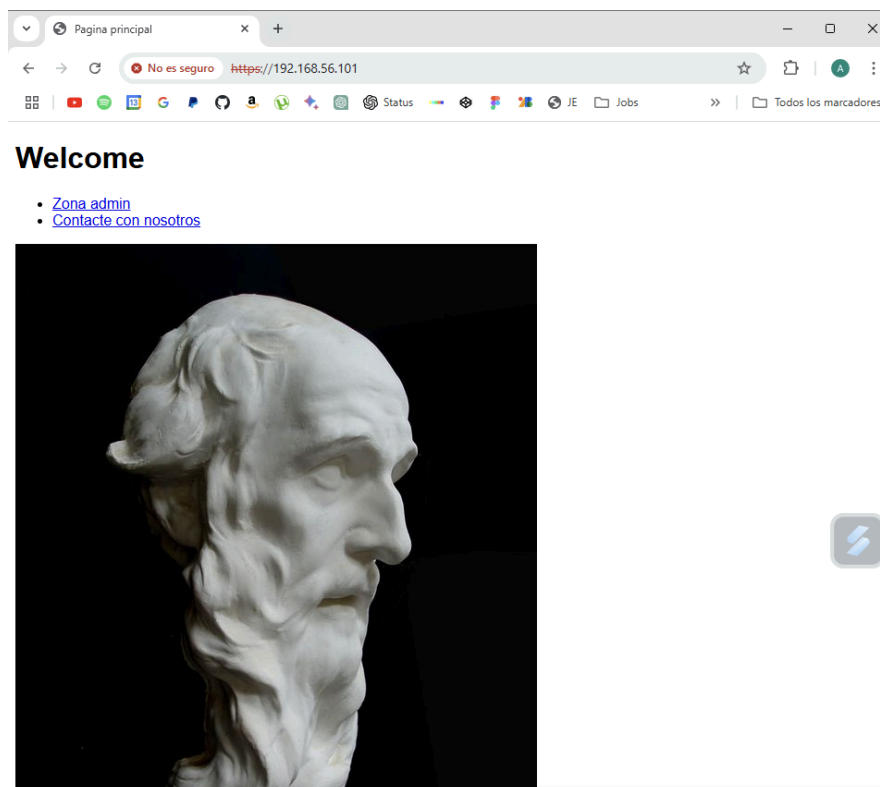 Pagina principal
No es seguro https://192.168.56.101 A
13 G a Status JE Jobs » Todos los marcadores
Welcome
Zona admin
Contacte con nosotros